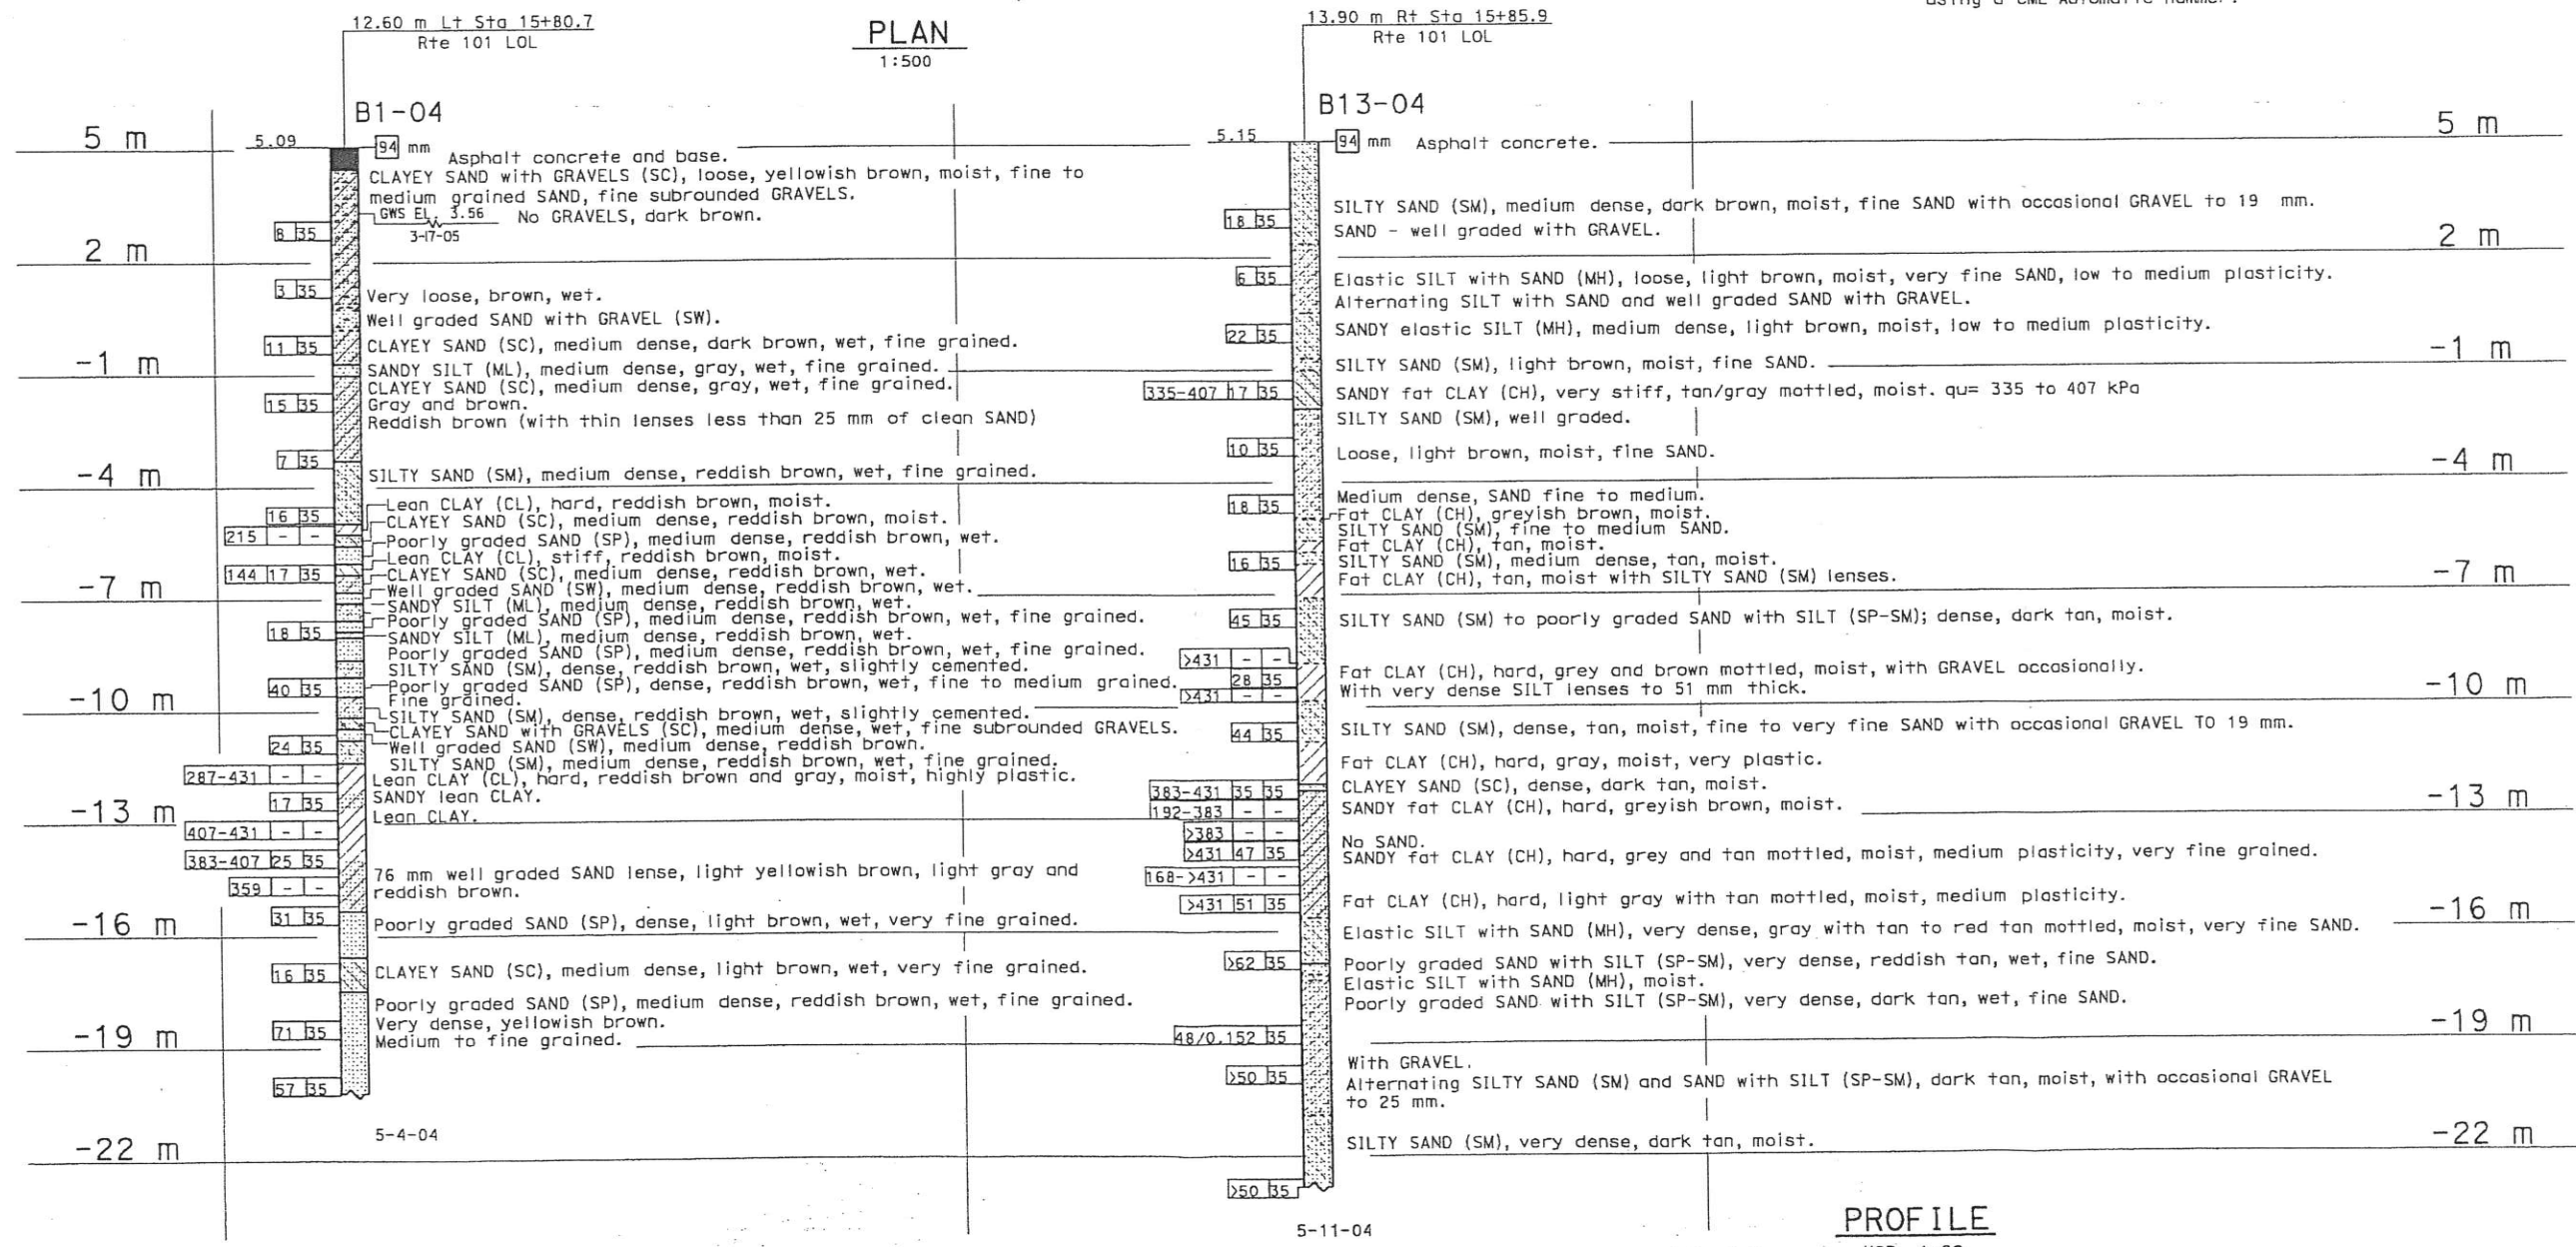 12.60 m Lt Sta 15+80.7
Rte 101 LOL
PLAN
1:500
13.90 m Rt Sta 15+85.9
Rte 101 LOL
B1-04
5.09
94 mm
Asphalt concrete and base.
CLAYEY SAND with GRAVELS (SC), loose, yellowish brown, moist, fine to
medium grained SAND, fine subrounded GRAVELS.
GWS EL. 3.56
3-17-05
No GRAVELS, dark brown.
Very loose, brown, wet.
Well graded SAND with GRAVEL (SW).
CLAYEY SAND (SC), medium dense, dark brown, wet, fine grained.
SANDY SILT (ML), medium dense, gray, wet, fine grained.
CLAYEY SAND (SC), medium dense, gray, wet, fine grained.
Gray and brown.
Reddish brown (with thin lenses less than 25 mm of clean SAND)
SILTY SAND (SM), medium dense, reddish brown, wet, fine grained.
Lean CLAY (CL), hard, reddish brown, moist.
CLAYEY SAND (SC), medium dense, reddish brown, moist.
Poorly graded SAND (SP), medium dense, reddish brown, wet.
Lean CLAY (CL), stiff, reddish brown, moist.
CLAYEY SAND (SC), medium dense, reddish brown, wet.
Well graded SAND (SW), medium dense, reddish brown, wet.
SANDY SILT (ML), medium dense, reddish brown, wet.
Poorly graded SAND (SP), medium dense, reddish brown, wet, fine grained.
SANDY SILT (ML), medium dense, reddish brown, wet.
Poorly graded SAND (SP), medium dense, reddish brown, wet, fine grained.
SILTY SAND (SM), dense, reddish brown, wet, slightly cemented.
Poorly graded SAND (SP), dense, reddish brown, wet, fine to medium grained.
Fine grained.
SILTY SAND (SM), dense, reddish brown, wet, slightly cemented.
CLAYEY SAND with GRAVELS (SC), medium dense, wet, fine subrounded GRAVELS.
Well graded SAND (SW), medium dense, reddish brown.
SILTY SAND (SM), medium dense, reddish brown, wet, fine grained.
Lean CLAY (CL), hard, reddish brown and gray, moist, highly plastic.
SANDY lean CLAY.
Lean CLAY.
76 mm well graded SAND lense, light yellowish brown, light gray and
reddish brown.
Poorly graded SAND (SP), dense, light brown, wet, very fine grained.
CLAYEY SAND (SC), medium dense, light brown, wet, very fine grained.
Poorly graded SAND (SP), medium dense, reddish brown, wet, fine grained.
Very dense, yellowish brown.
Medium to fine grained.
5-4-04
5 m
2 m
-1 m
-4 m
-7 m
-10 m
-13 m
-16 m
-19 m
-22 m
8 35
3 35
11 35
15 35
7 35
16 35
215 - -
144 17 35
18 35
40 35
24 35
287-431 - -
17 35
407-431 - -
383-407 25 35
359 - -
31 35
16 35
71 35
57 35
B13-04
5.15
94 mm Asphalt concrete.
SILTY SAND (SM), medium dense, dark brown, moist, fine SAND with occasional GRAVEL to 19 mm.
SAND - well graded with GRAVEL.
Elastic SILT with SAND (MH), loose, light brown, moist, very fine SAND, low to medium plasticity.
Alternating SILT with SAND and well graded SAND with GRAVEL.
SANDY elastic SILT (MH), medium dense, light brown, moist, low to medium plasticity.
SILTY SAND (SM), light brown, moist, fine SAND.
SANDY fat CLAY (CH), very stiff, tan/gray mottled, moist. qu= 335 to 407 kPa
SILTY SAND (SM), well graded.
Loose, light brown, moist, fine SAND.
Medium dense, SAND fine to medium.
Fat CLAY (CH), greyish brown, moist.
SILTY SAND (SM), fine to medium SAND.
Fat CLAY (CH), tan, moist.
SILTY SAND (SM), medium dense, tan, moist.
Fat CLAY (CH), tan, moist with SILTY SAND (SM) lenses.
SILTY SAND (SM) to poorly graded SAND with SILT (SP-SM); dense, dark tan, moist.
Fat CLAY (CH), hard, grey and brown mottled, moist, with GRAVEL occasionally.
With very dense SILT lenses to 51 mm thick.
SILTY SAND (SM), dense, tan, moist, fine to very fine SAND with occasional GRAVEL TO 19 mm.
Fat CLAY (CH), hard, gray, moist, very plastic.
CLAYEY SAND (SC), dense, dark tan, moist.
SANDY fat CLAY (CH), hard, greyish brown, moist.
No SAND.
SANDY fat CLAY (CH), hard, grey and tan mottled, moist, medium plasticity, very fine grained.
Fat CLAY (CH), hard, light gray with tan mottled, moist, medium plasticity.
Elastic SILT with SAND (MH), very dense, gray with tan to red tan mottled, moist, very fine SAND.
Poorly graded SAND with SILT (SP-SM), very dense, reddish tan, wet, fine SAND.
Elastic SILT with SAND (MH), moist.
Poorly graded SAND with SILT (SP-SM), very dense, dark tan, wet, fine SAND.
With GRAVEL.
Alternating SILTY SAND (SM) and SAND with SILT (SP-SM), dark tan, moist, with occasional GRAVEL
to 25 mm.
SILTY SAND (SM), very dense, dark tan, moist.
5-11-04
18 35
6 35
22 35
335-407 17 35
10 35
18 35
16 35
45 35
>431 - -
28 35
>431 - -
44 35
383-431 35 35
192-383 - -
>383 - -
>431 47 35
168->431 - -
>431 51 35
>62 35
48/0.152 35
>50 35
>50 35
5 m
2 m
-1 m
-4 m
-7 m
-10 m
-13 m
-16 m
-19 m
-22 m
PROFILE